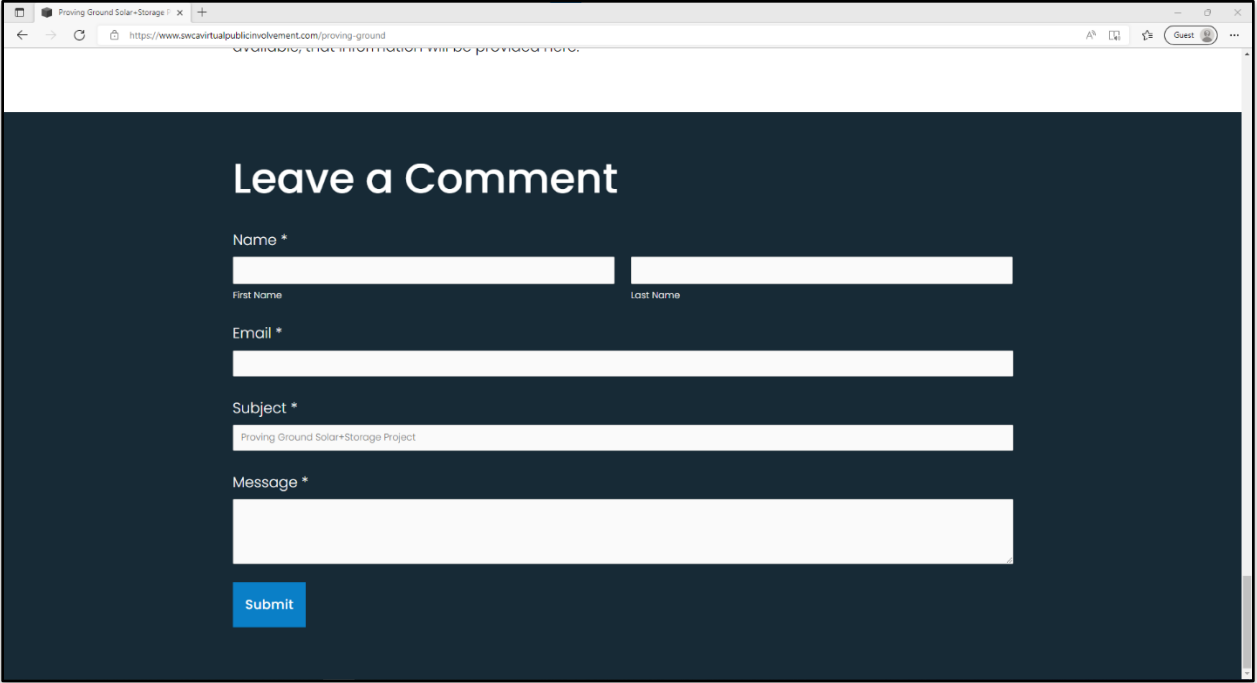 Proving Ground Solar+Storage P
https://www.swcavirtualpublicinvolvement.com/proving-ground
Guest
available, that information will be provided here.
Leave a Comment
Name *
First Name
Last Name
Email *
Subject *
Proving Ground Solar+Storage Project
Message *
Submit